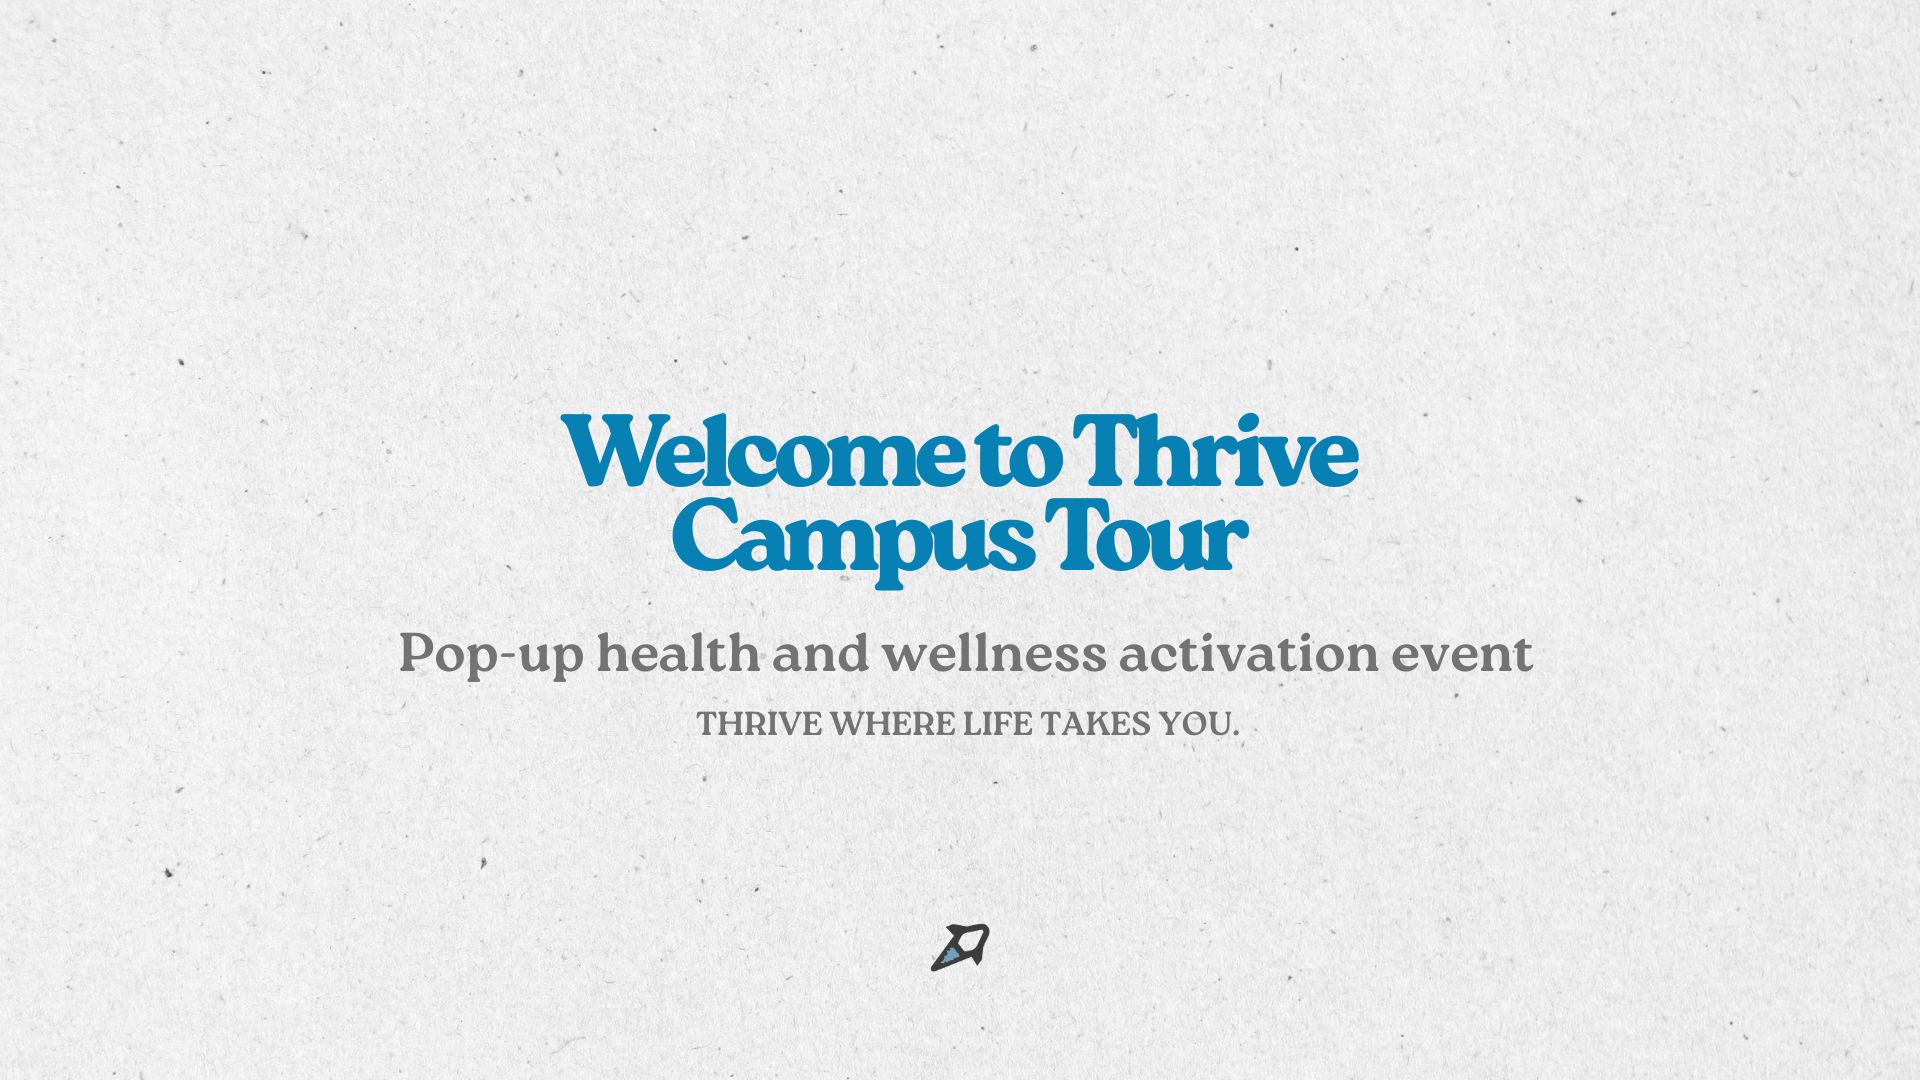 Welcome to Thrive
Campus Tour
Pop-up health and wellness activation event
THRIVE WHERE LIFE TAKES YOU.